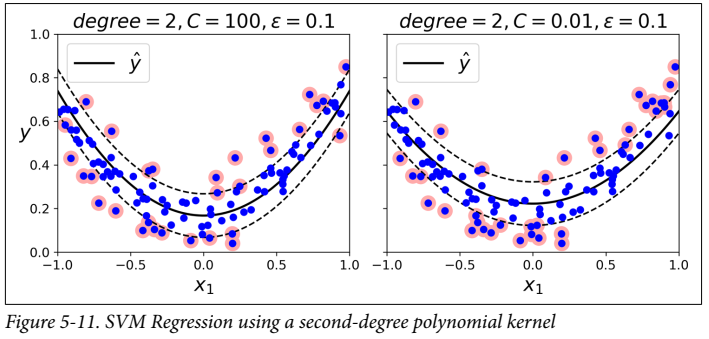 degree = 2, C = 100, ε = 0.1
degree = 2, C = 0.01, ε = 0.1
1.0
0.8
0.6
0.4
0.2
0.0
y
ŷ
ŷ
−1.0 −0.5 0.0 0.5 1.0
−1.0 −0.5 0.0 0.5 1.0
x₁
x₁
Figure 5-11. SVM Regression using a second-degree polynomial kernel